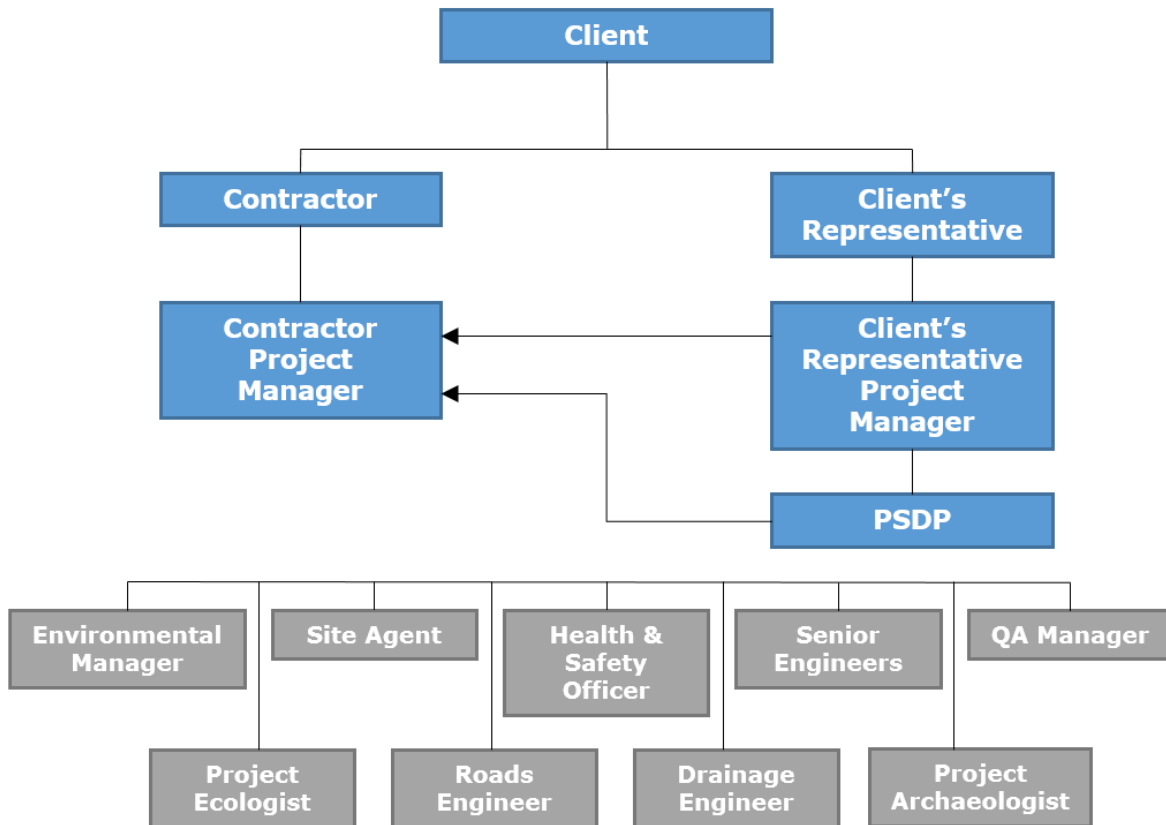 Client
Contractor
Client’s
Representative
Contractor
Project
Manager
Client’s
Representative
Project
Manager
PSDP
Environmental
Manager
Site Agent
Health &
Safety
Officer
Senior
Engineers
QA Manager
Project
Ecologist
Roads
Engineer
Drainage
Engineer
Project
Archaeologist